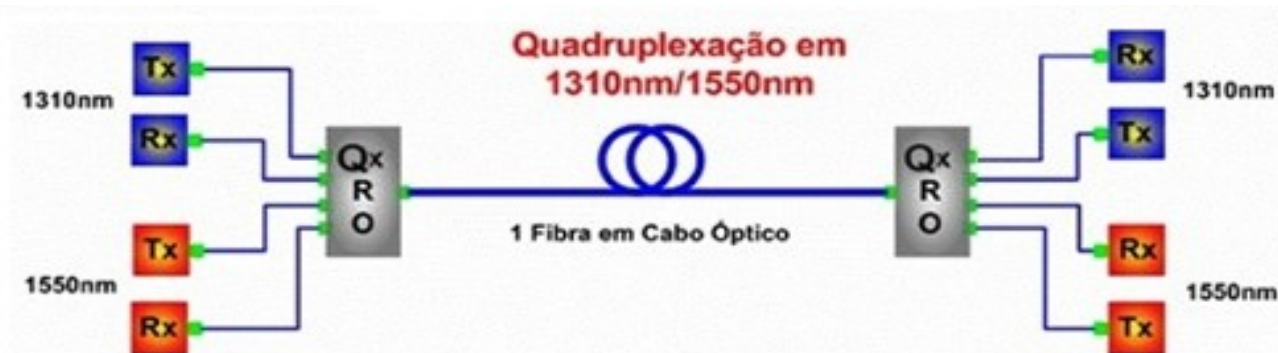 Quadruplexação em
1310nm/1550nm
Tx
1310nm
Rx
Tx
1550nm
Rx
Qx
R
O
1 Fibra em Cabo Óptico
Qx
R
O
Rx
1310nm
Tx
Rx
1550nm
Tx